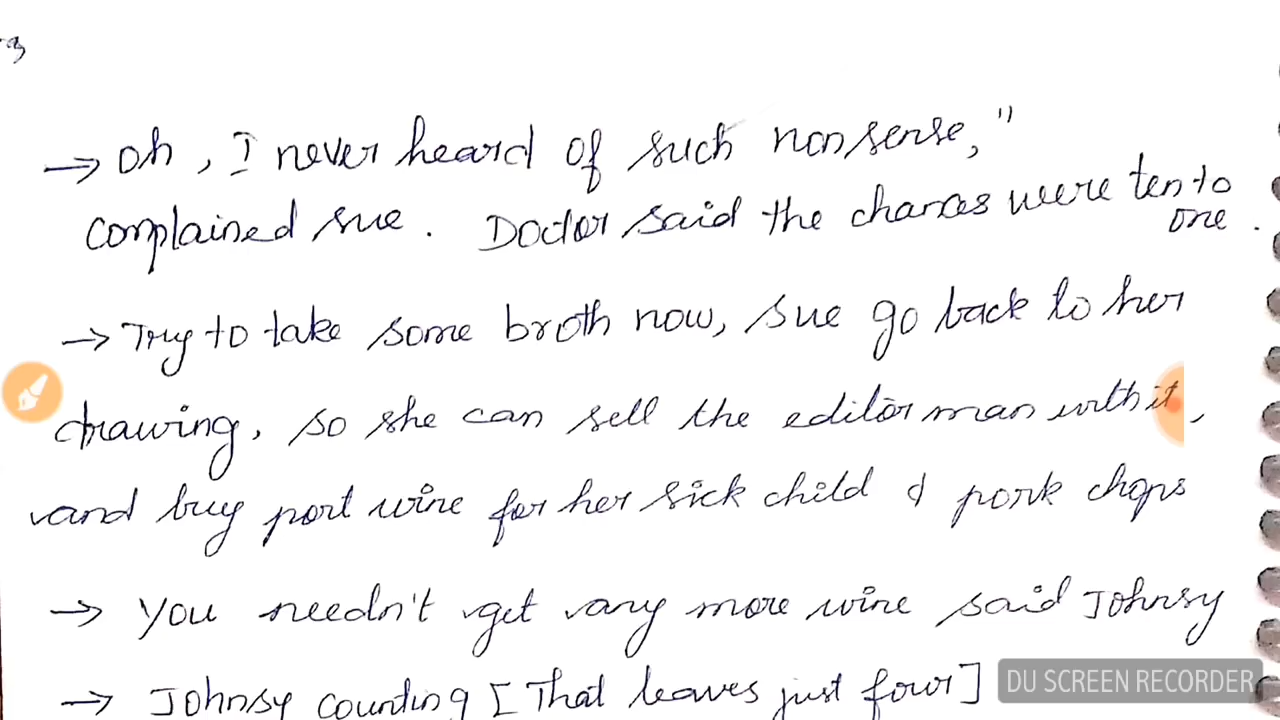 → Oh, I never heard of such nonsense,"
complained sue. Doctor said the chances were ten to
one.
→ Try to take some broth now, sue go back to her
drawing, so she can sell the editor man with it,
and buy port wine for her sick child & pork chops
→ You needn't get any more wine said Johnsy
→ Johnsy counting [That leaves just four]
DU SCREEN RECORDER